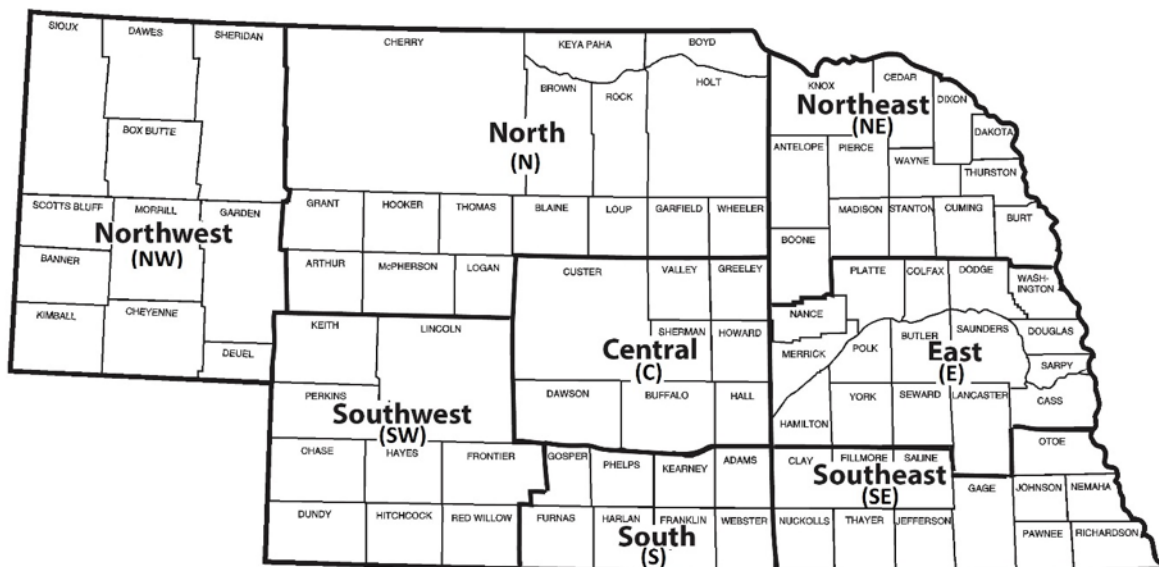 SIOUX
DAWES
SHERIDAN
CHERRY
KEYA PAHA
BOYD
BROWN
ROCK
HOLT
BOX BUTTE
North
(N)
KNOX
CEDAR
DIXON
Northeast
(NE)
DAKOTA
ANTELOPE
PIERCE
WAYNE
THURSTON
SCOTTS BLUFF
MORRILL
GARDEN
Northwest
(NW)
BANNER
KIMBALL
CHEYENNE
DEUEL
GRANT
HOOKER
THOMAS
BLAINE
LOUP
GARFIELD
WHEELER
BOONE
MADISON
STANTON
CUMING
BURT
ARTHUR
McPHERSON
LOGAN
CUSTER
VALLEY
GREELEY
PLATTE
COLFAX
DODGE
WASH-
INGTON
NANCE
KEITH
LINCOLN
SHERMAN
HOWARD
Central
(C)
MERRICK
POLK
BUTLER
SAUNDERS
DOUGLAS
East
(E)
SARPY
PERKINS
Southwest
(SW)
DAWSON
BUFFALO
HALL
HAMILTON
YORK
SEWARD
LANCASTER
CASS
CHASE
HAYES
FRONTIER
GOSPER
PHELPS
KEARNEY
ADAMS
CLAY
FILLMORE
SALINE
Southeast
(SE)
OTOE
GAGE
JOHNSON
NEMAHA
DUNDY
HITCHCOCK
RED WILLOW
FURNAS
HARLAN
FRANKLIN
WEBSTER
South
(S)
NUCKOLLS
THAYER
JEFFERSON
PAWNEE
RICHARDSON